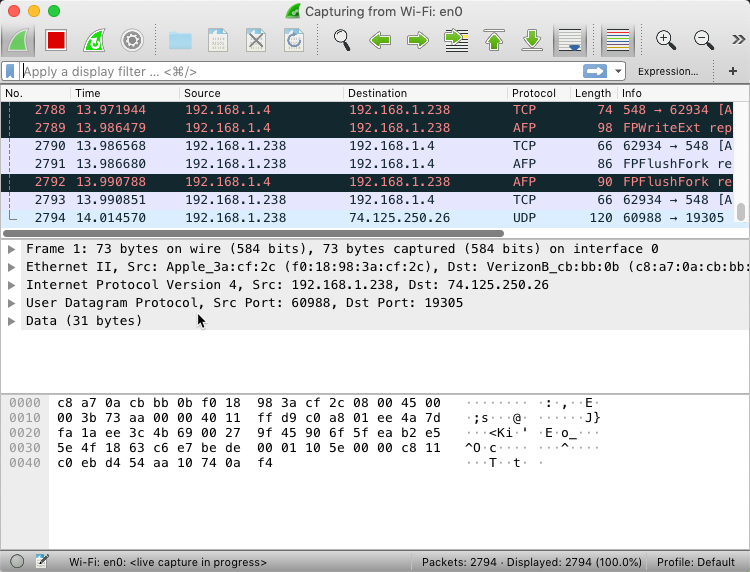 Capturing from Wi-Fi: en0
Apply a display filter ... <⌘/>
Expression...
+
No. Time Source Destination Protocol Length Info
2788 13.971944 192.168.1.4 192.168.1.238 TCP 74 548 → 62934 [A
2789 13.986479 192.168.1.4 192.168.1.238 AFP 98 FPWriteExt rep
2790 13.986568 192.168.1.238 192.168.1.4 TCP 66 62934 → 548 [A
2791 13.986680 192.168.1.238 192.168.1.4 AFP 86 FPFlushFork re
2792 13.990788 192.168.1.4 192.168.1.238 AFP 90 FPFlushFork re
2793 13.990851 192.168.1.238 192.168.1.4 TCP 66 62934 → 548 [A
2794 14.014570 192.168.1.238 74.125.250.26 UDP 120 60988 → 19305
Frame 1: 73 bytes on wire (584 bits), 73 bytes captured (584 bits) on interface 0
Ethernet II, Src: Apple_3a:cf:2c (f0:18:98:3a:cf:2c), Dst: VerizonB_cb:bb:0b (c8:a7:0a:cb:bb:
Internet Protocol Version 4, Src: 192.168.1.238, Dst: 74.125.250.26
User Datagram Protocol, Src Port: 60988, Dst Port: 19305
Data (31 bytes)
0000 c8 a7 0a cb bb 0b f0 18 98 3a cf 2c 08 00 45 00 ········ ·:·,··E·
0010 00 3b 73 aa 00 00 40 11 ff d9 c0 a8 01 ee 4a 7d ·;s···@· ······J}
0020 fa 1a ee 3c 4b 69 00 27 9f 45 90 6f 5f ea b2 e5 ···<Ki·' ·E·o_···
0030 5e 4f 18 63 c6 e7 be de 00 01 10 5e 00 00 c8 11 ^O·c···· ···^····
0040 c0 eb d4 54 aa 10 74 0a f4 ···T··t· ·
Wi-Fi: en0: <live capture in progress> Packets: 2794 · Displayed: 2794 (100.0%) Profile: Default